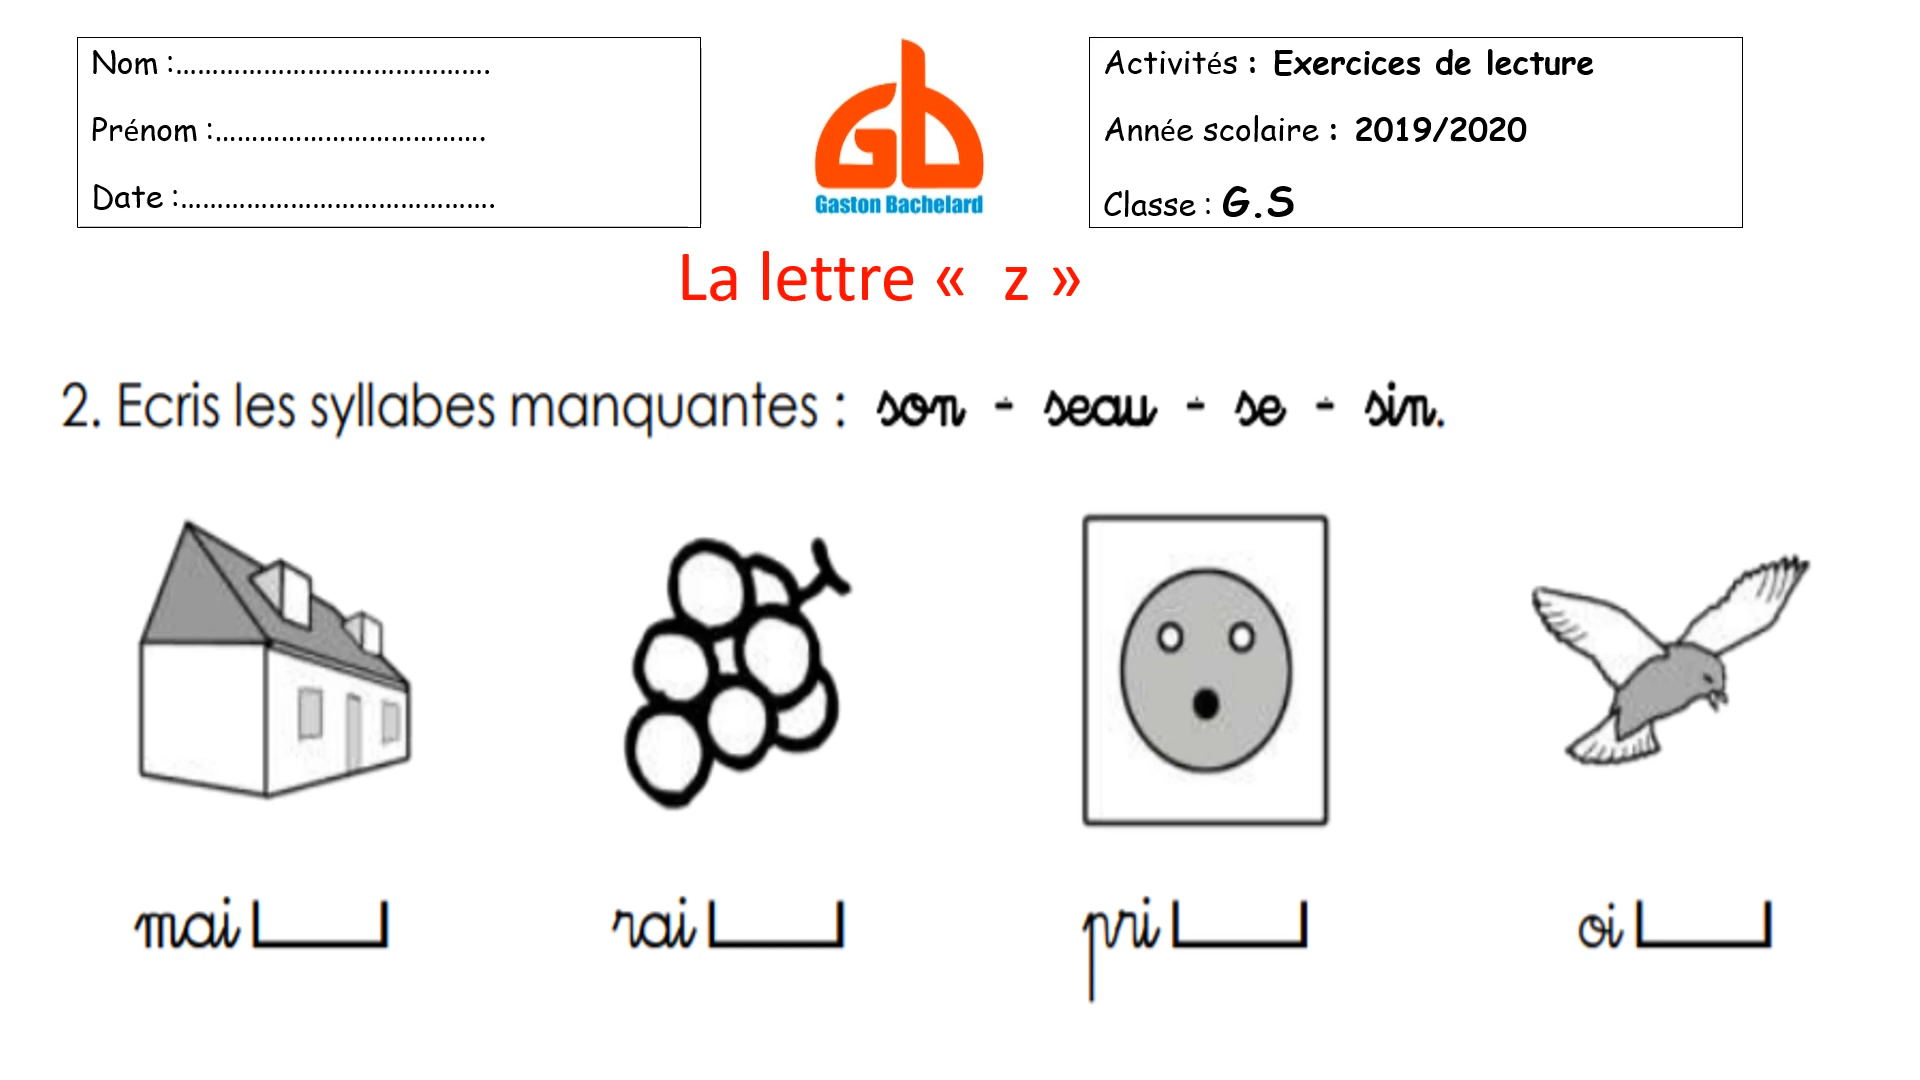 Nom :…………………………………….
Prénom :……………………………….
Date :…………………………………….
Gb
Gaston Bachelard
Activités : Exercices de lecture
Année scolaire : 2019/2020
Classe : G.S
La lettre «  z »
2. Ecris les syllabes manquantes : son - seau - se - sin.
mai rai pri oi